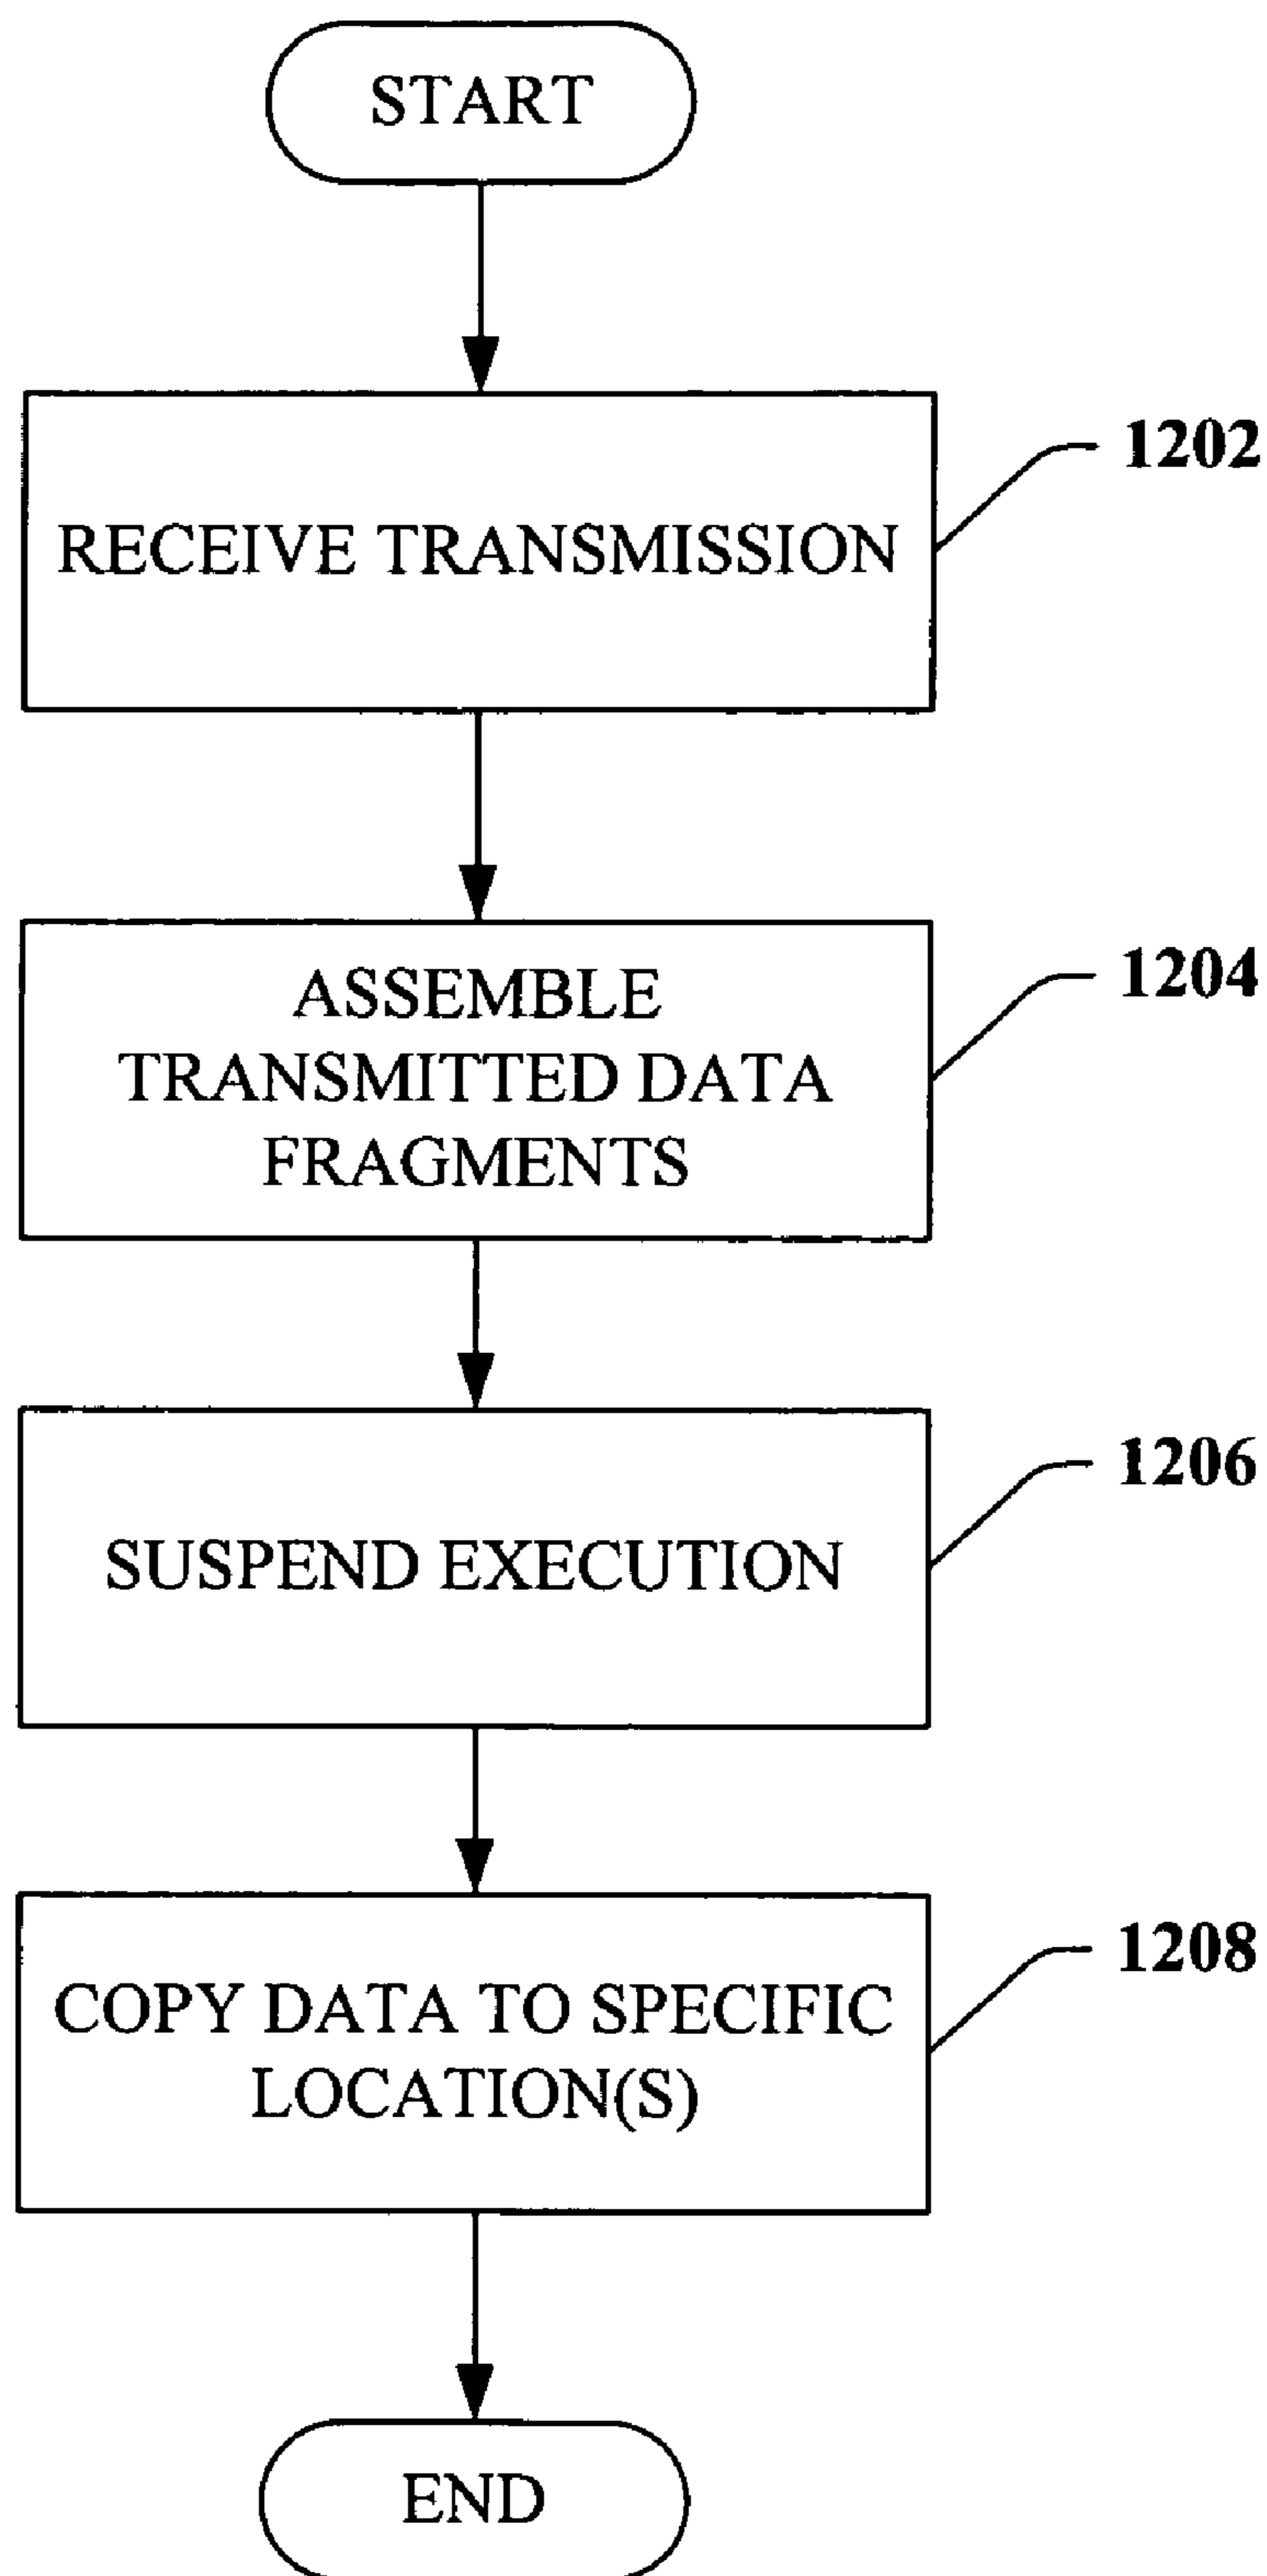 START
RECEIVE TRANSMISSION
1202
ASSEMBLE
TRANSMITTED DATA
FRAGMENTS
1204
SUSPEND EXECUTION
1206
COPY DATA TO SPECIFIC
LOCATION(S)
1208
END